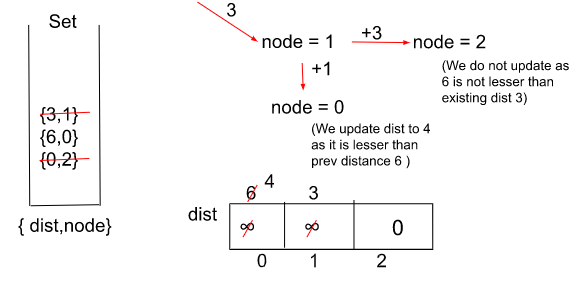 Set
{3,1}
{6,0}
{0,2}
{ dist,node}
3
node = 1
+3
node = 2
(We do not update as
6 is not lesser than
existing dist 3)
+1
node = 0
(We update dist to 4
as it is lesser than
prev distance 6 )
6 4 3
dist
∞ ∞ 0
0 1 2